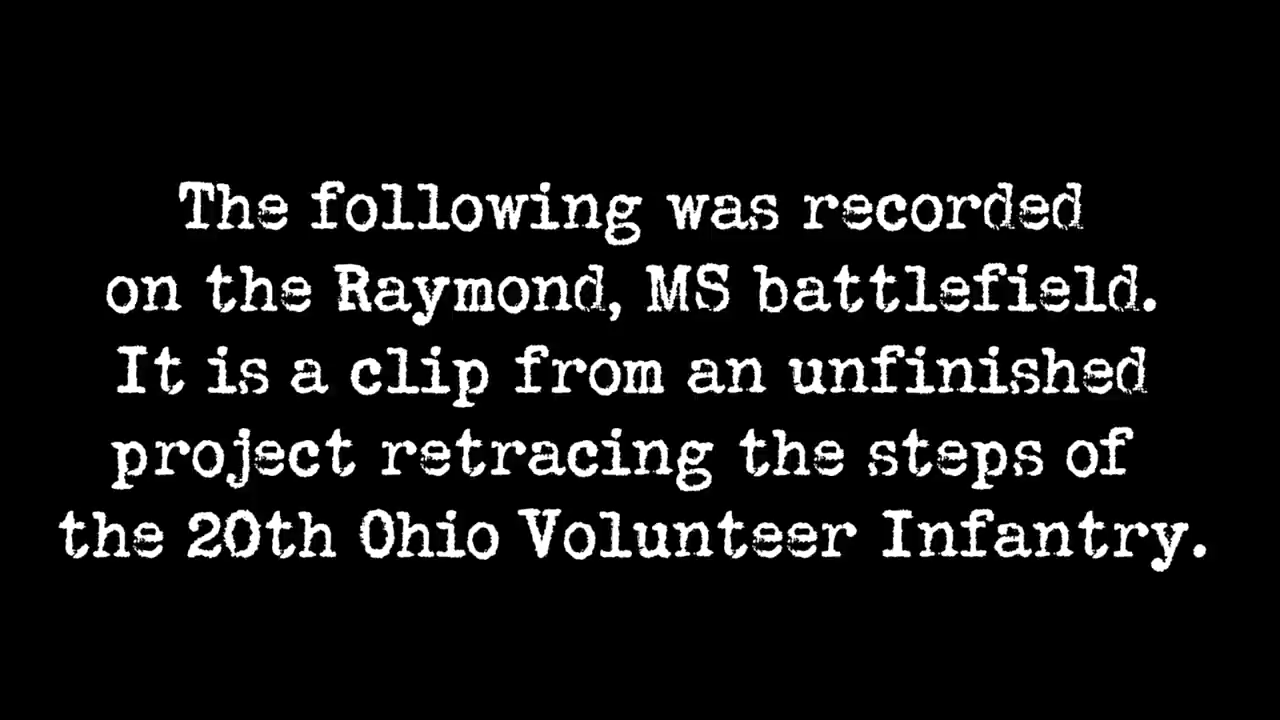 The following was recorded
on the Raymond, MS battlefield.
It is a clip from an unfinished
project retracing the steps of
the 20th Ohio Volunteer Infantry.